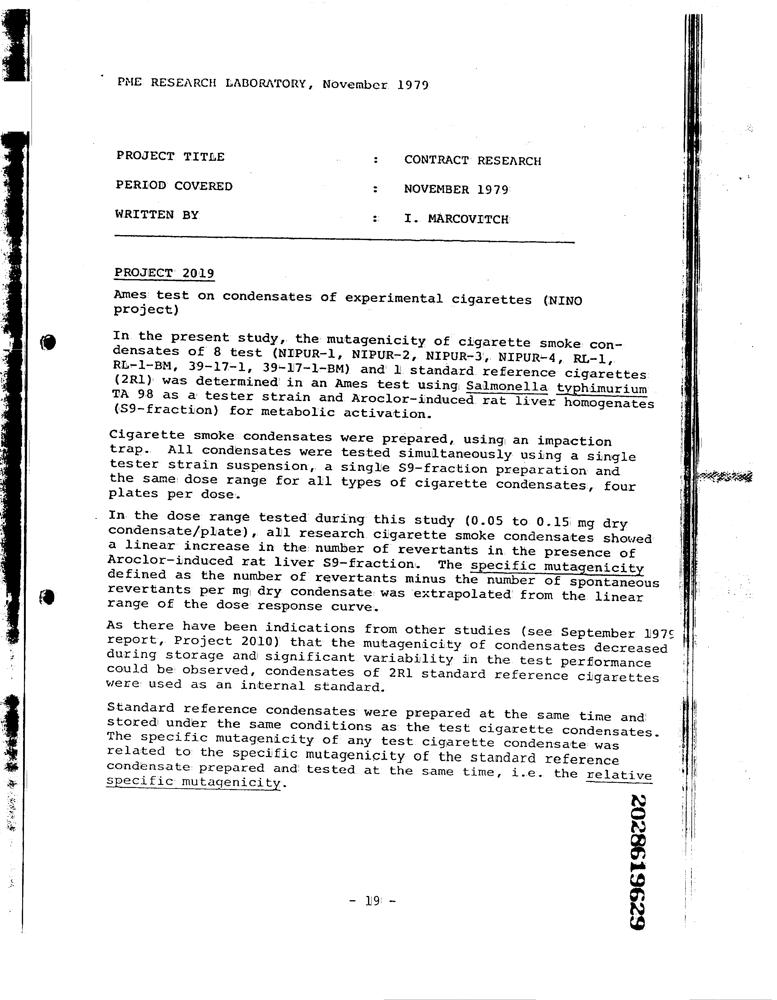 PME RESEARCH LABORATORY, November 1979
PROJECT TITLE : CONTRACT RESEARCH
PERIOD COVERED : NOVEMBER 1979
WRITTEN BY : I. MARCOVITCH
PROJECT 2019
Ames test on condensates of experimental cigarettes (NINO
project)
In the present study, the mutagenicity of cigarette smoke con-
densates of 8 test (NIPUR-1, NIPUR-2, NIPUR-3, NIPUR-4, RL-1,
RL-1-BM, 39-17-1, 39-17-1-BM) and 1 standard reference cigarettes
(2R1) was determined in an Ames test using Salmonella typhimurium
TA 98 as a tester strain and Aroclor-induced rat liver homogenates
(S9-fraction) for metabolic activation.
Cigarette smoke condensates were prepared, using an impaction
trap. All condensates were tested simultaneously using a single
tester strain suspension, a single S9-fraction preparation and
the same dose range for all types of cigarette condensates, four
plates per dose.
In the dose range tested during this study (0.05 to 0.15 mg dry
condensate/plate), all research cigarette smoke condensates showed
a linear increase in the number of revertants in the presence of
Aroclor-induced rat liver S9-fraction. The specific mutagenicity
defined as the number of revertants minus the number of spontaneous
revertants per mg dry condensate was extrapolated from the linear
range of the dose response curve.
As there have been indications from other studies (see September 1979
report, Project 2010) that the mutagenicity of condensates decreased
during storage and significant variability in the test performance
could be observed, condensates of 2R1 standard reference cigarettes
were used as an internal standard.
Standard reference condensates were prepared at the same time and
stored under the same conditions as the test cigarette condensates.
The specific mutagenicity of any test cigarette condensate was
related to the specific mutagenicity of the standard reference
condensate prepared and tested at the same time, i.e. the relative
specific mutagenicity.
2028619629
- 19 -